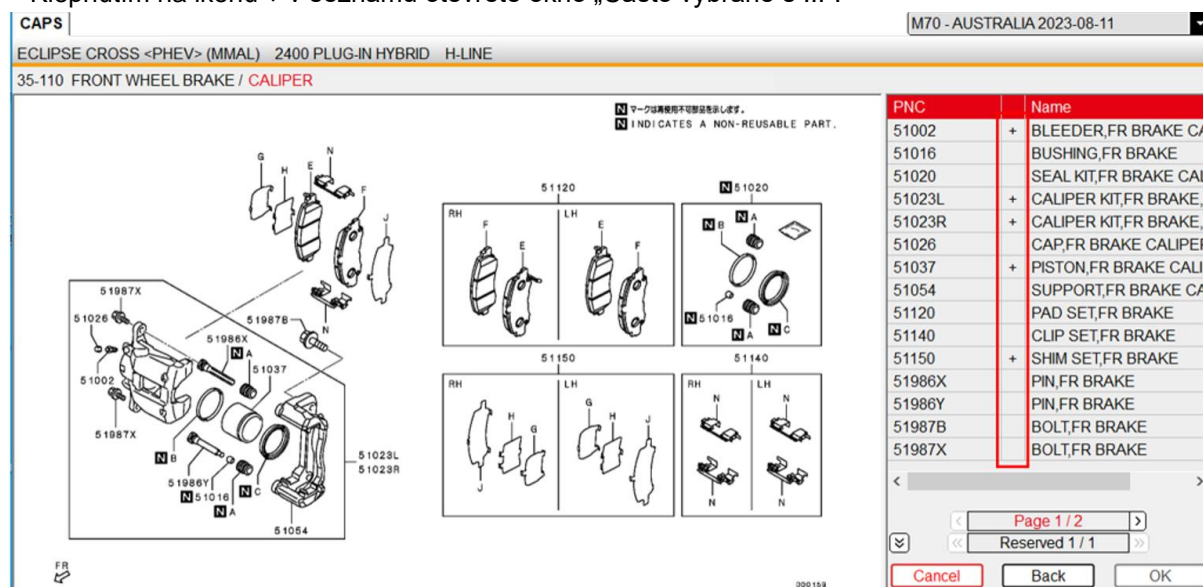 CAPS
M70 - AUSTRALIA 2023-08-11
ECLIPSE CROSS <PHEV> (MMAL) 2400 PLUG-IN HYBRID H-LINE
35-110 FRONT WHEEL BRAKE / CALIPER
N マークは再使用不可部品を示します。
N INDICATES A NON-REUSABLE PART.
G
H
E
N
F
J
N
51987X
51026
51002
51987X
51986X
N A
51037
51987B
N B
51986Y
N 51016
N A
N C
51054
51023L
51023R
FR
51120
RH
F
E
LH
E
F
N 51020
N B
N A
N 51016
N A
N C
51150
RH
J
H
G
LH
G
H
J
51140
RH
N
N
LH
N
N
000159
PNC Name
51002 + BLEEDER,FR BRAKE CA
51016 BUSHING,FR BRAKE
51020 SEAL KIT,FR BRAKE CAL
51023L + CALIPER KIT,FR BRAKE,
51023R + CALIPER KIT,FR BRAKE,
51026 CAP,FR BRAKE CALIPER
51037 + PISTON,FR BRAKE CALI
51054 SUPPORT,FR BRAKE CA
51120 PAD SET,FR BRAKE
51140 CLIP SET,FR BRAKE
51150 + SHIM SET,FR BRAKE
51986X PIN,FR BRAKE
51986Y PIN,FR BRAKE
51987B BOLT,FR BRAKE
51987X BOLT,FR BRAKE
Page 1 / 2
Reserved 1 / 1
Cancel Back OK